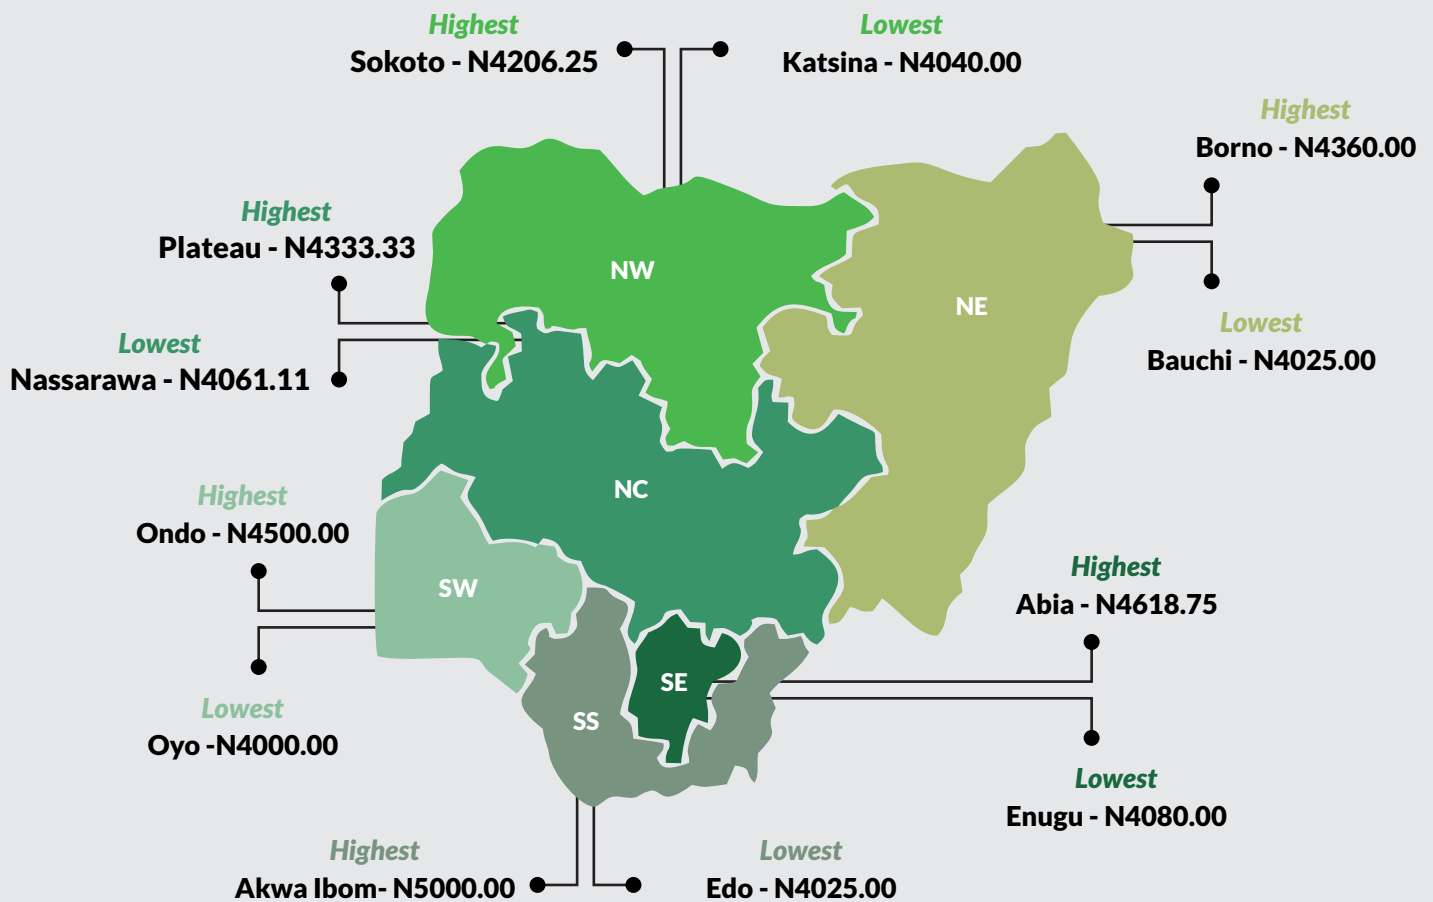 Highest
Sokoto - N4206.25
Lowest
Katsina - N4040.00
Highest
Borno - N4360.00
Lowest
Bauchi - N4025.00
Highest
Plateau - N4333.33
Lowest
Nassarawa - N4061.11
NW
NE
NC
SW
SE
SS
Highest
Ondo - N4500.00
Lowest
Oyo -N4000.00
Highest
Abia - N4618.75
Lowest
Enugu - N4080.00
Highest
Akwa Ibom- N5000.00
Lowest
Edo - N4025.00